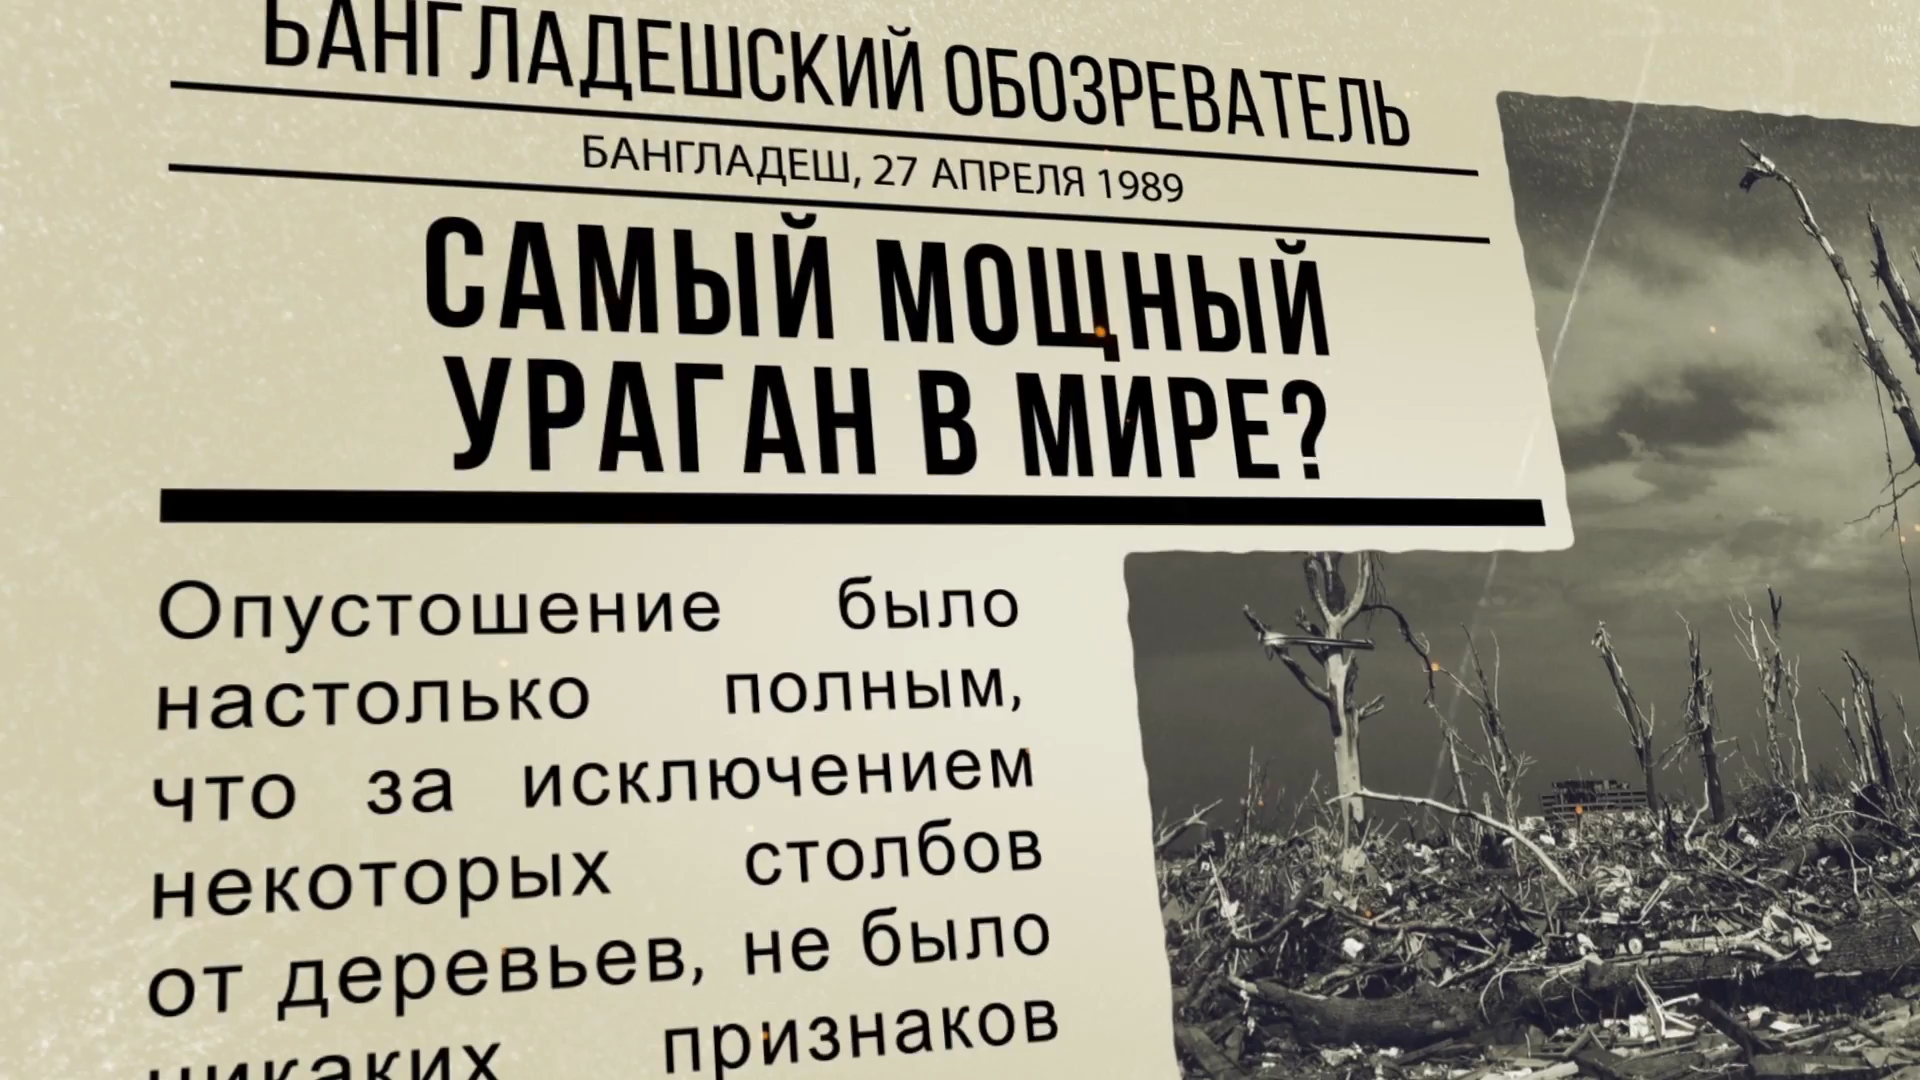 БАНГЛАДЕШСКИЙ ОБОЗРЕВАТЕЛЬ
БАНГЛАДЕШ, 27 АПРЕЛЯ 1989
САМЫЙ МОЩНЫЙ
УРАГАН В МИРЕ?
Опустошение было
настолько полным,
что за исключением
некоторых столбов
от деревьев, не было
никаких признаков